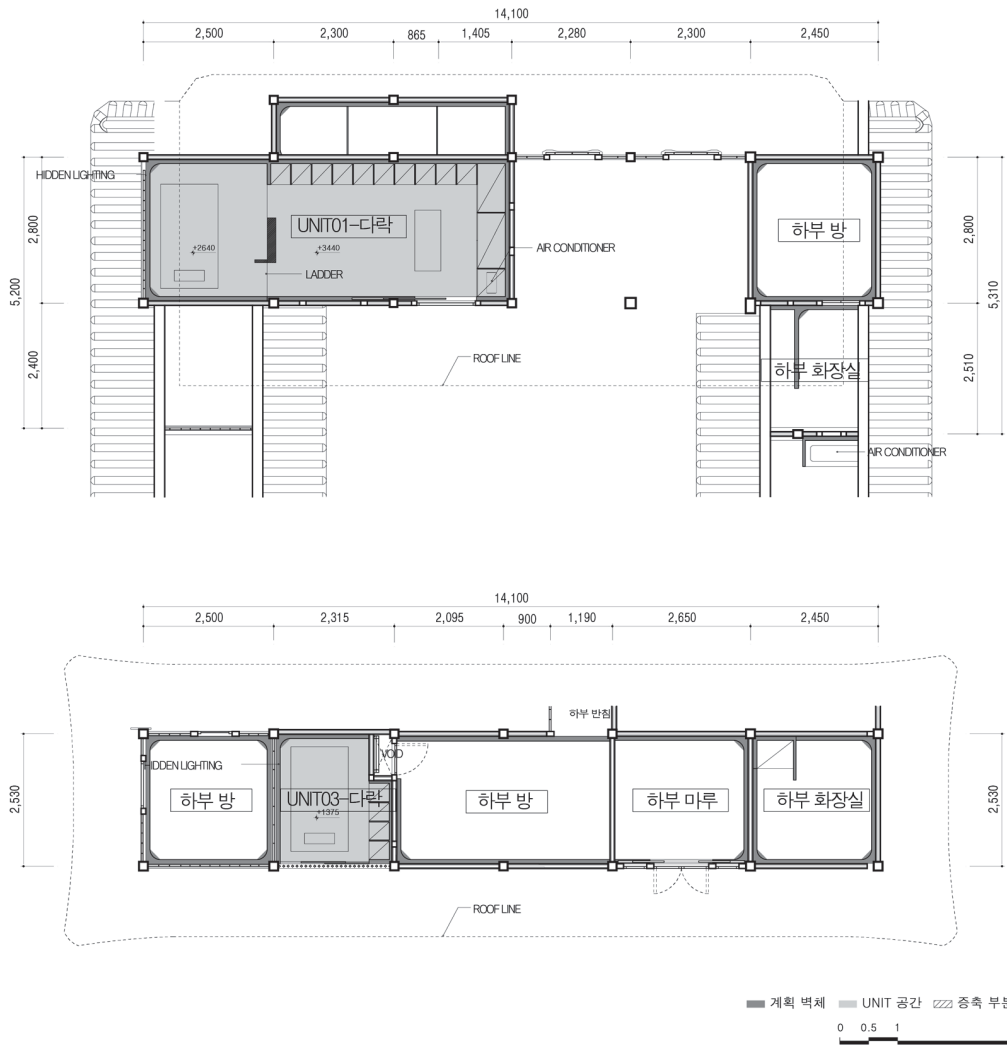 14,100
2,500 2,300 865 1,405 2,280 2,300 2,450
HIDDEN LIGHTING
UNIT01-다락
하부 방
+2640
+3440
AIR CONDITIONER
LADDER
2,800
5,200
2,400
2,800
5,310
2,510
ROOF LINE
하부 화장실
AIR CONDITIONER
14,100
2,500 2,315 2,095 900 1,190 2,650 2,450
하부 반침
VOID
HIDDEN LIGHTING
2,530
하부 방
UNIT03-다락
+1375
하부 방
하부 마루
하부 화장실
2,530
ROOF LINE
계획 벽체 UNIT 공간 증축 부분
0 0.5 1